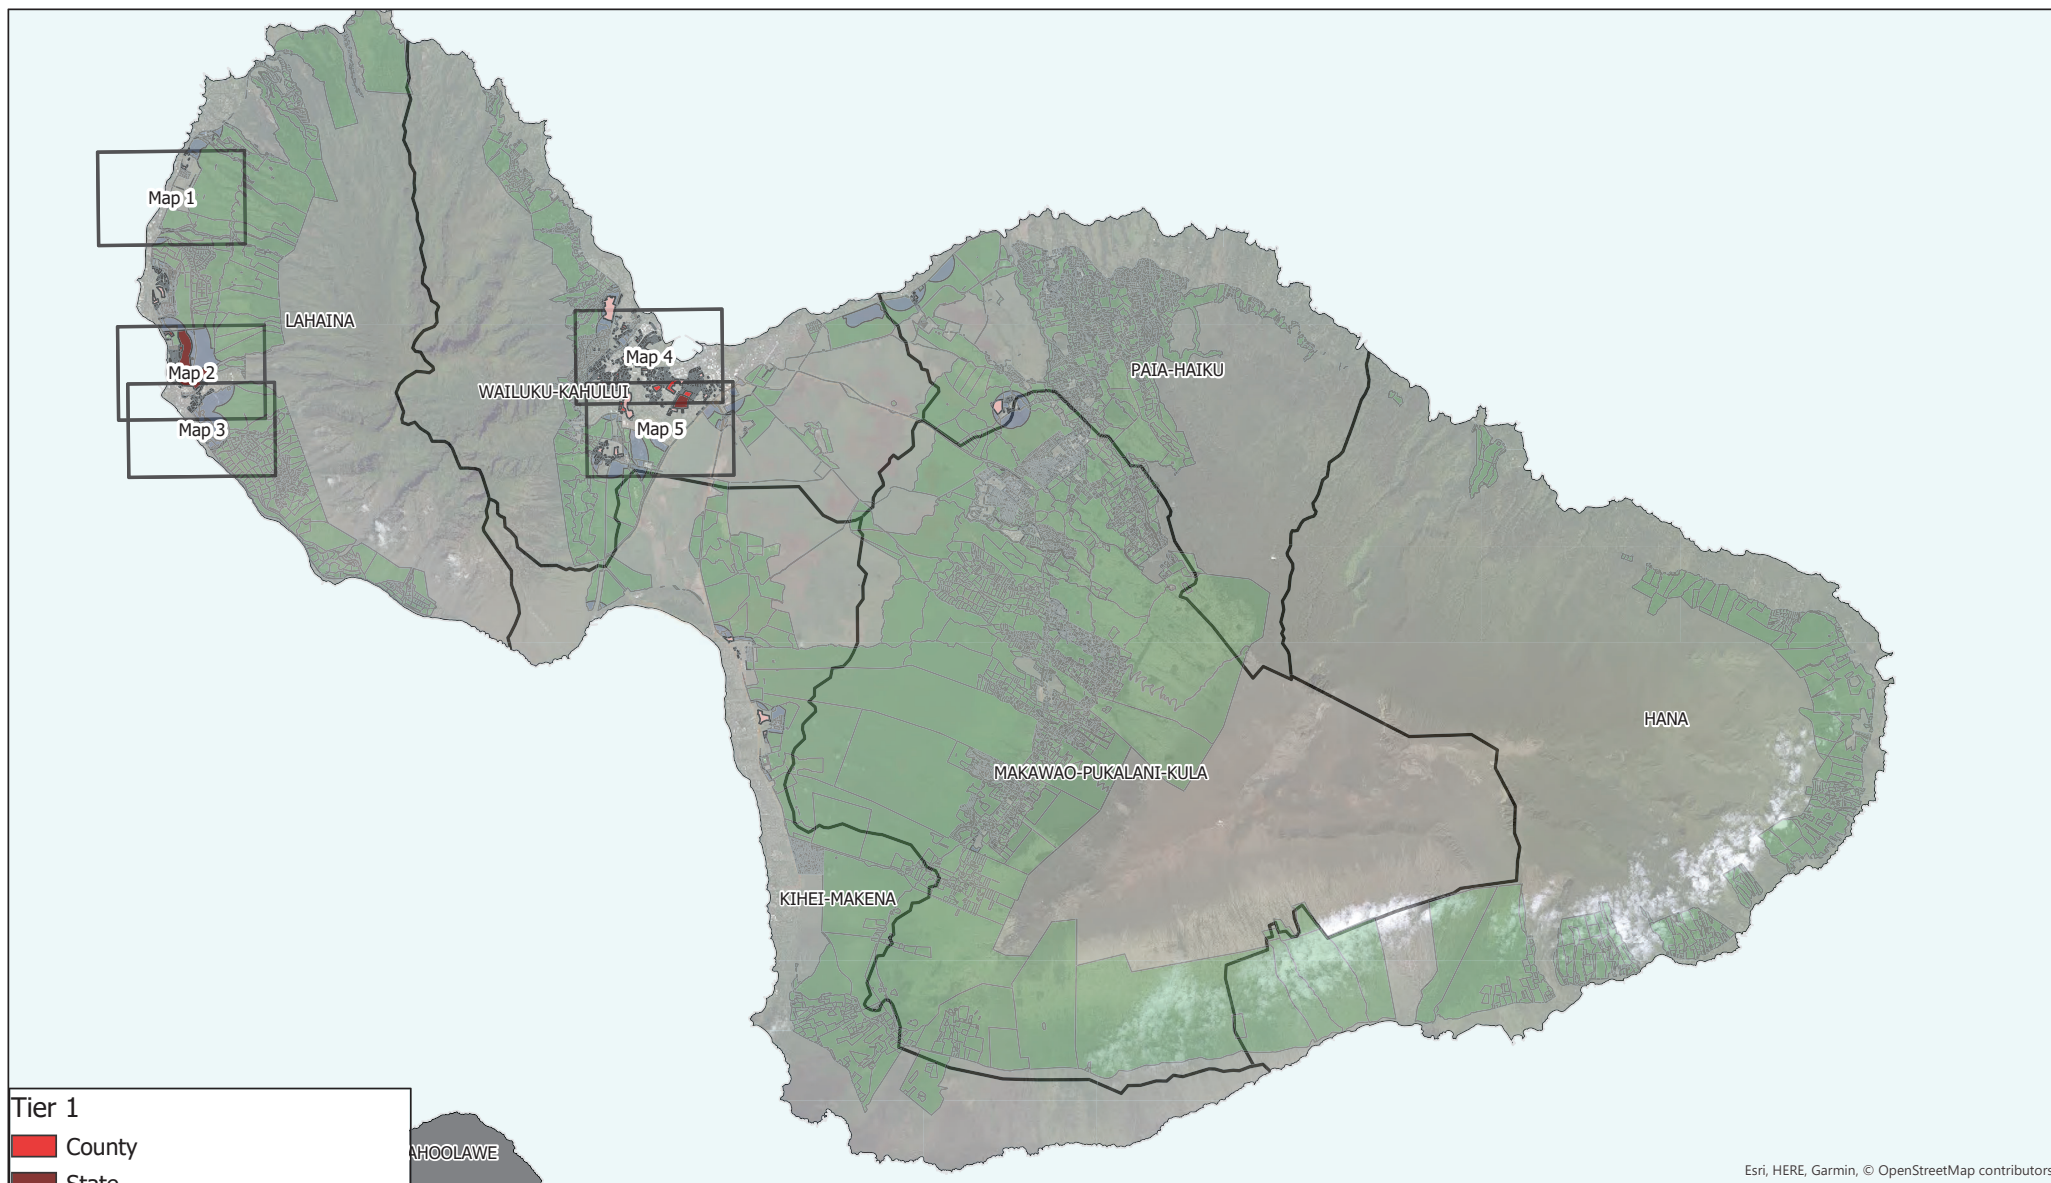 Map 1
LAHAINA
Map 4
PAIA-HAIKU
Map 2
WAILUKU-KAHULUI
Map 3
Map 5
HANA
MAKAWAO-PUKALANI-KULA
KIHEI-MAKENA
Tier 1
County
State
AHOOLAWE
Esri, HERE, Garmin, © OpenStreetMap contributors